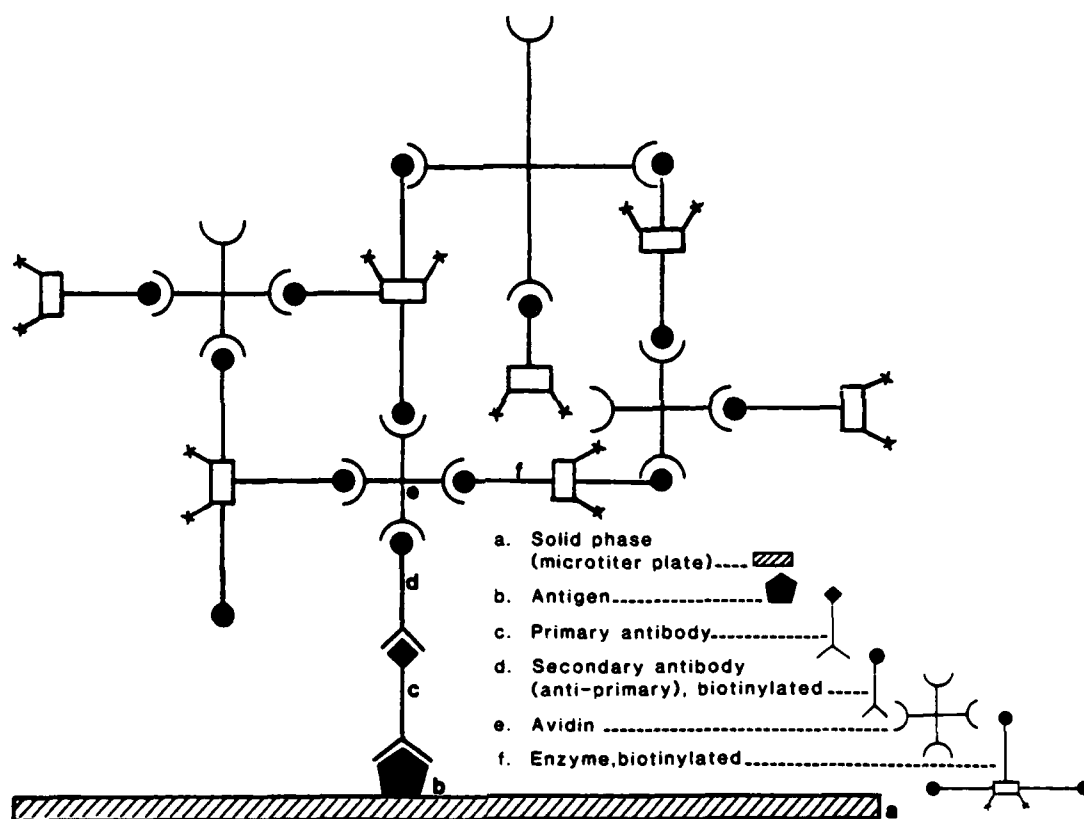 f
e
d
c
b
a
a. Solid phase
(microtiter plate)
b. Antigen
c. Primary antibody
d. Secondary antibody
(anti-primary), biotinylated
e. Avidin
f. Enzyme,biotinylated